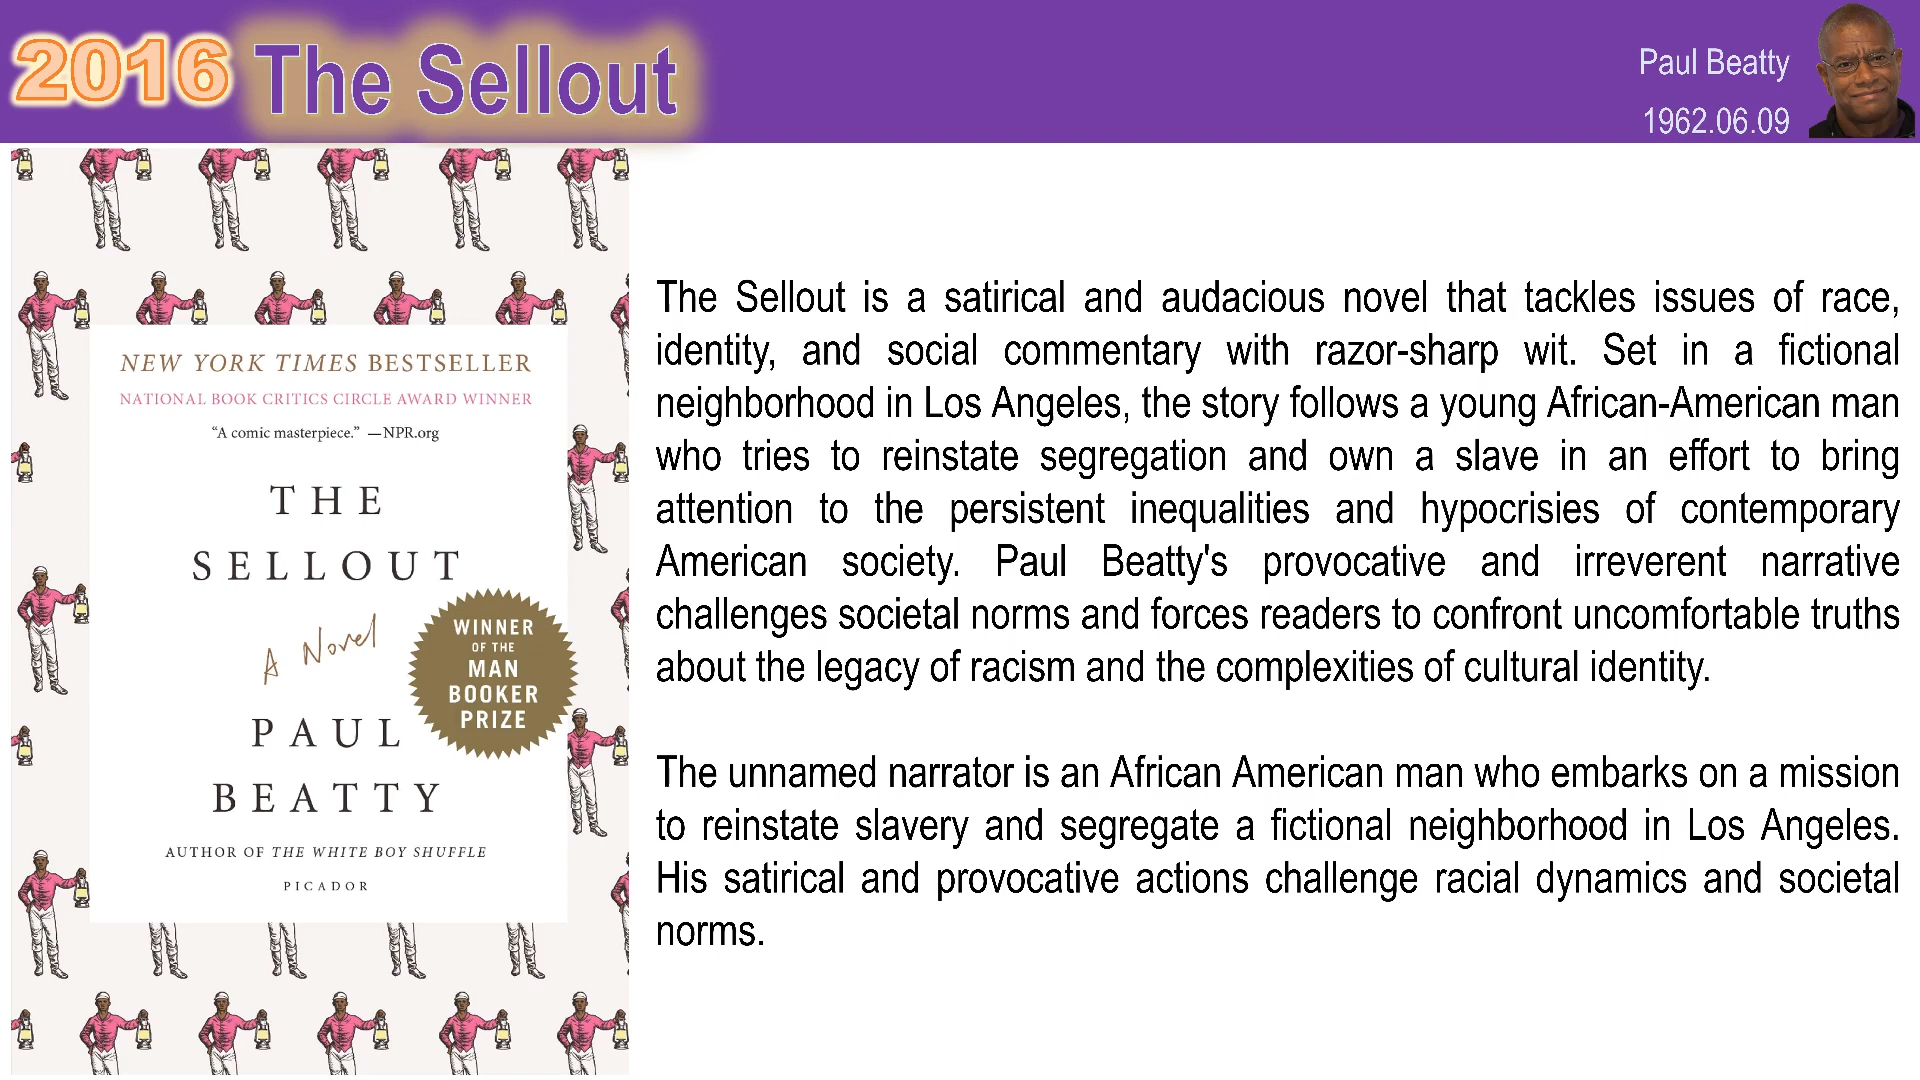 2016 The Sellout
Paul Beatty
1962.06.09
NEW YORK TIMES BESTSELLER
NATIONAL BOOK CRITICS CIRCLE AWARD WINNER
“A comic masterpiece.” —NPR.org
THE
SELLOUT
A Novel
WINNER
OF THE
MAN
BOOKER
PRIZE
PAUL
BEATTY
AUTHOR OF THE WHITE BOY SHUFFLE
PICADOR
The Sellout is a satirical and audacious novel that tackles issues of race,
identity, and social commentary with razor-sharp wit. Set in a fictional
neighborhood in Los Angeles, the story follows a young African-American man
who tries to reinstate segregation and own a slave in an effort to bring
attention to the persistent inequalities and hypocrisies of contemporary
American society. Paul Beatty's provocative and irreverent narrative
challenges societal norms and forces readers to confront uncomfortable truths
about the legacy of racism and the complexities of cultural identity.
The unnamed narrator is an African American man who embarks on a mission
to reinstate slavery and segregate a fictional neighborhood in Los Angeles.
His satirical and provocative actions challenge racial dynamics and societal
norms.